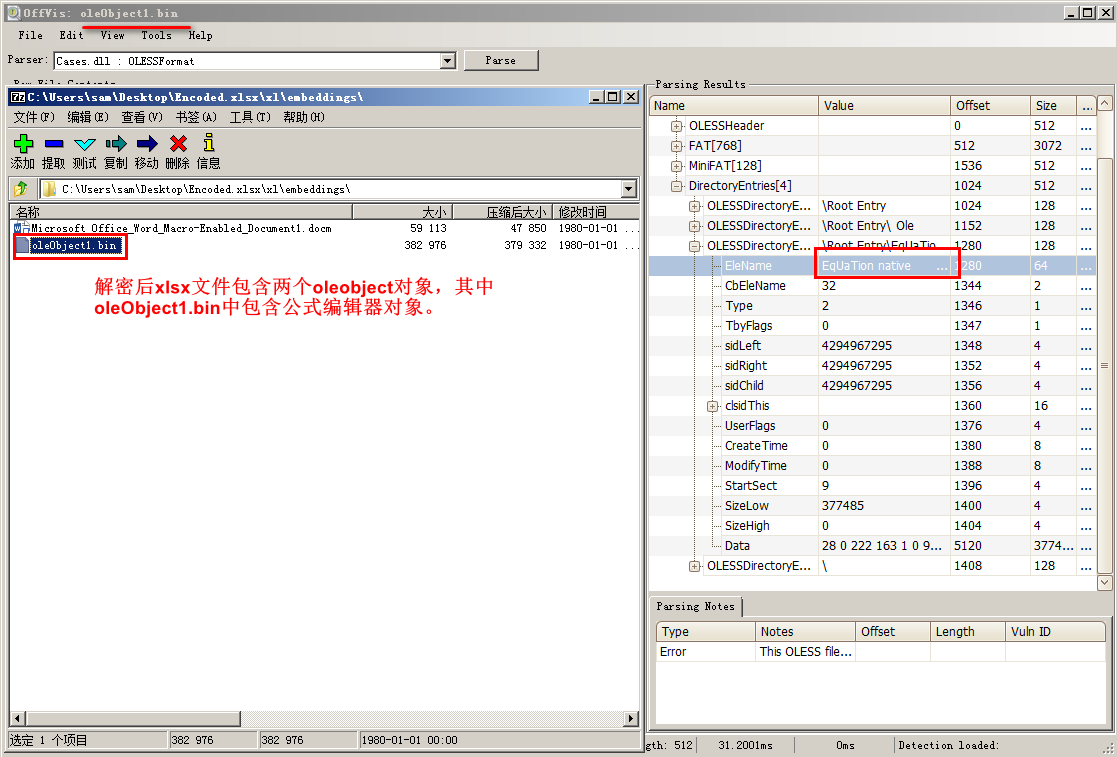 OffVis: oleObject1.bin
File Edit View Tools Help
Parser: Cases.dll : OLESSFormat Parse
C:\Users\sam\Desktop\Encoded.xlsx\xl\embeddings\
文件(F) 编辑(E) 查看(V) 书签(A) 工具(T) 帮助(H)
添加 提取 测试 复制 移动 删除 信息
C:\Users\sam\Desktop\Encoded.xlsx\xl\embeddings\
名称 大小 压缩后大小 修改时间
Microsoft_Office_Word_Macro-Enabled_Document1.docm 59 113 47 850 1980-01-01 ...
oleObject1.bin 382 976 379 332 1980-01-01 ...
解密后xlsx文件包含两个oleobject对象，其中
oleObject1.bin中包含公式编辑器对象。
选定 1 个项目 382 976 382 976 1980-01-01 00:00
Parsing Results
Name Value Offset Size ...
OLESSHeader 0 512 ...
FAT[768] 512 3072 ...
MiniFAT[128] 1536 512 ...
DirectoryEntries[4] 1024 512 ...
OLESSDirectoryE... \Root Entry 1024 128 ...
OLESSDirectoryE... \Root Entry\ Ole 1152 128 ...
OLESSDirectoryE... \Root Entry\EqUaTio... 1280 128 ...
EleName EqUaTion native ... 1280 64 ...
CbEleName 32 1344 2 ...
Type 2 1346 1 ...
TbyFlags 0 1347 1 ...
sidLeft 4294967295 1348 4 ...
sidRight 4294967295 1352 4 ...
sidChild 4294967295 1356 4 ...
clsidThis 1360 16 ...
UserFlags 0 1376 4 ...
CreateTime 0 1380 8 ...
ModifyTime 0 1388 8 ...
StartSect 9 1396 4 ...
SizeLow 377485 1400 4 ...
SizeHigh 0 1404 4 ...
Data 28 0 222 163 1 0 9... 5120 3774... ...
OLESSDirectoryE... \ 1408 128 ...
Parsing Notes
Type Notes Offset Length Vuln ID
Error This OLESS file...
gth: 512 31.2001ms 0ms Detection loaded: